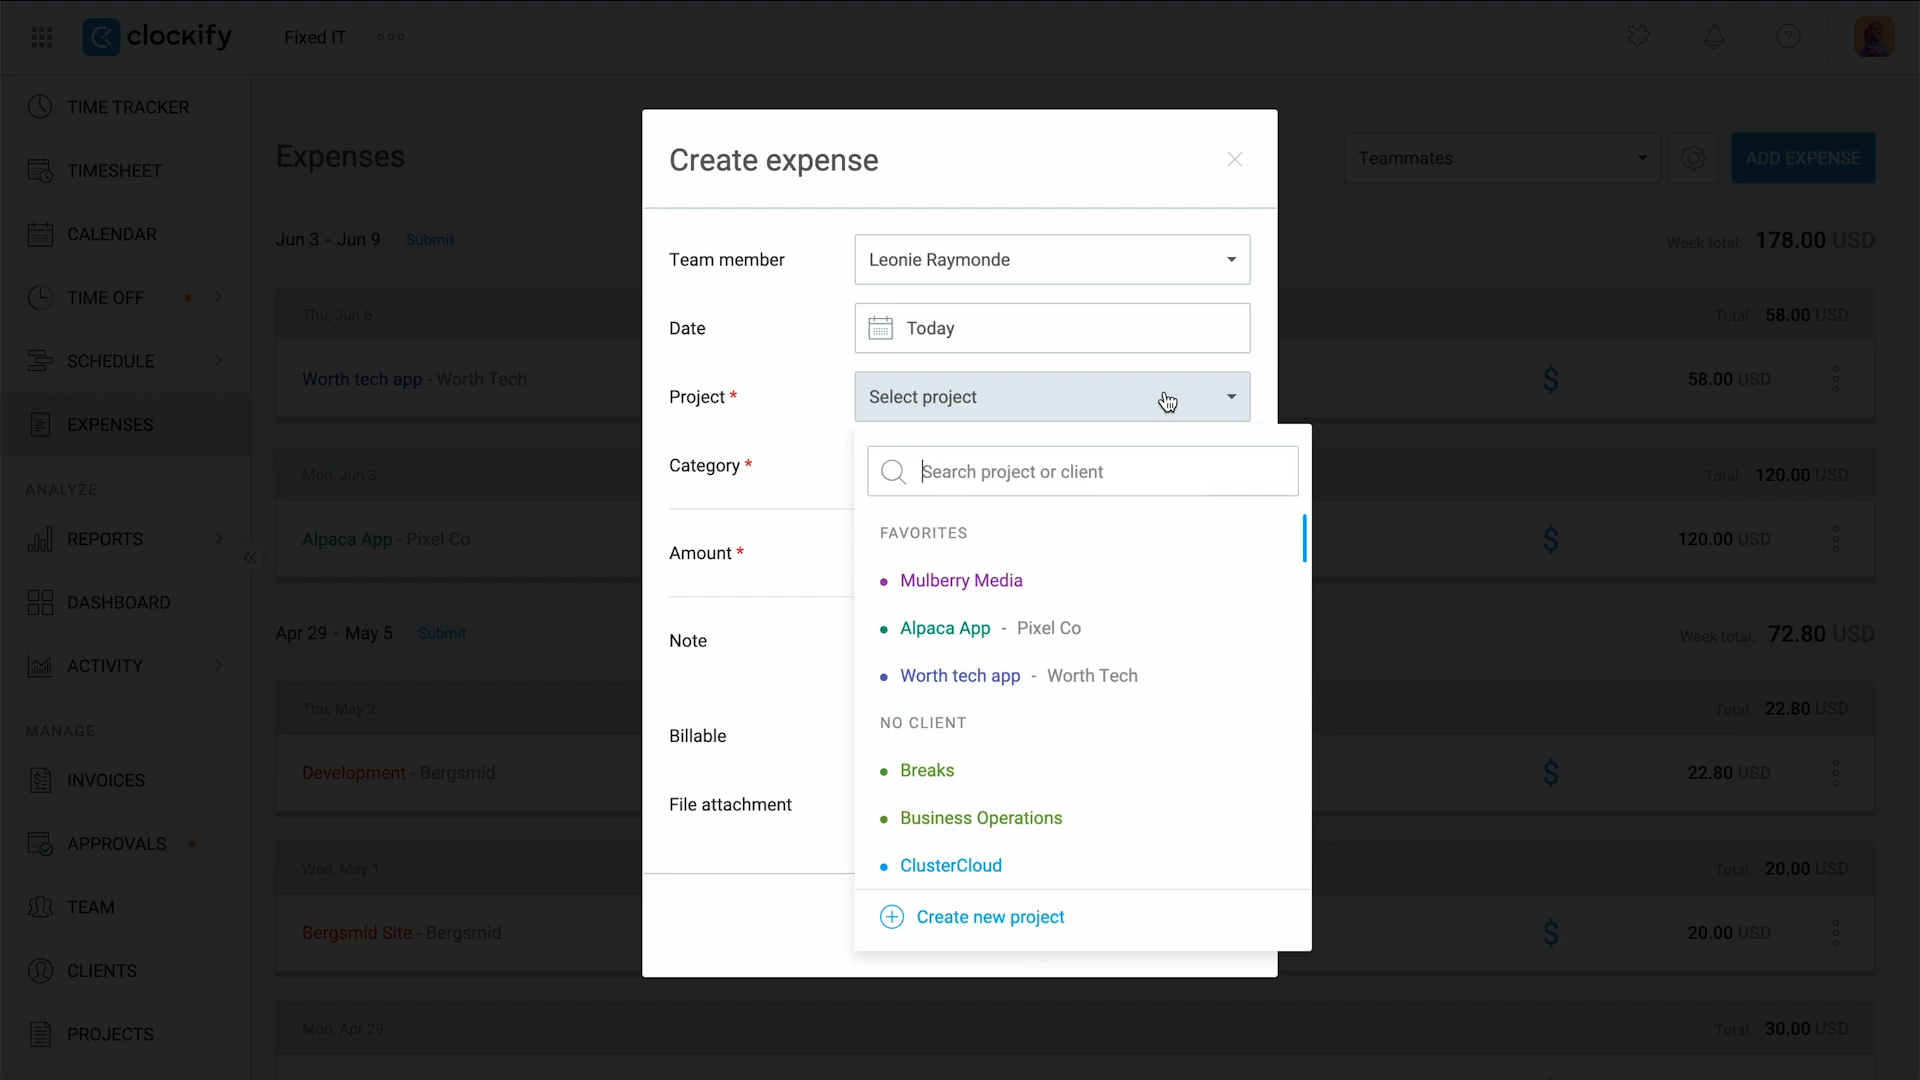 clockify
Fixed IT
TIME TRACKER
TIMESHEET
CALENDAR
TIME OFF
SCHEDULE
EXPENSES
ANALYZE
REPORTS
DASHBOARD
ACTIVITY
MANAGE
INVOICES
APPROVALS
TEAM
CLIENTS
PROJECTS
Expenses
Teammates
ADD EXPENSE
Jun 3 - Jun 9 Submit
Week total: 178.00 USD
Thu, Jun 6
Total: 58.00 USD
Worth tech app - Worth Tech
$ 58.00 USD
Mon, Jun 3
Total: 120.00 USD
Alpaca App - Pixel Co
$ 120.00 USD
Apr 29 - May 5 Submit
Week total: 72.80 USD
Thu, May 2
Total: 22.80 USD
Development - Bergsmid
$ 22.80 USD
Wed, May 1
Total: 20.00 USD
Bergsmid Site - Bergsmid
$ 20.00 USD
Mon, Apr 29
Total: 30.00 USD
Create expense
Team member
Leonie Raymonde
Date
Today
Project *
Select project
Category *
Amount *
Note
Billable
File attachment
Search project or client
FAVORITES
Mulberry Media
Alpaca App - Pixel Co
Worth tech app - Worth Tech
NO CLIENT
Breaks
Business Operations
ClusterCloud
Create new project